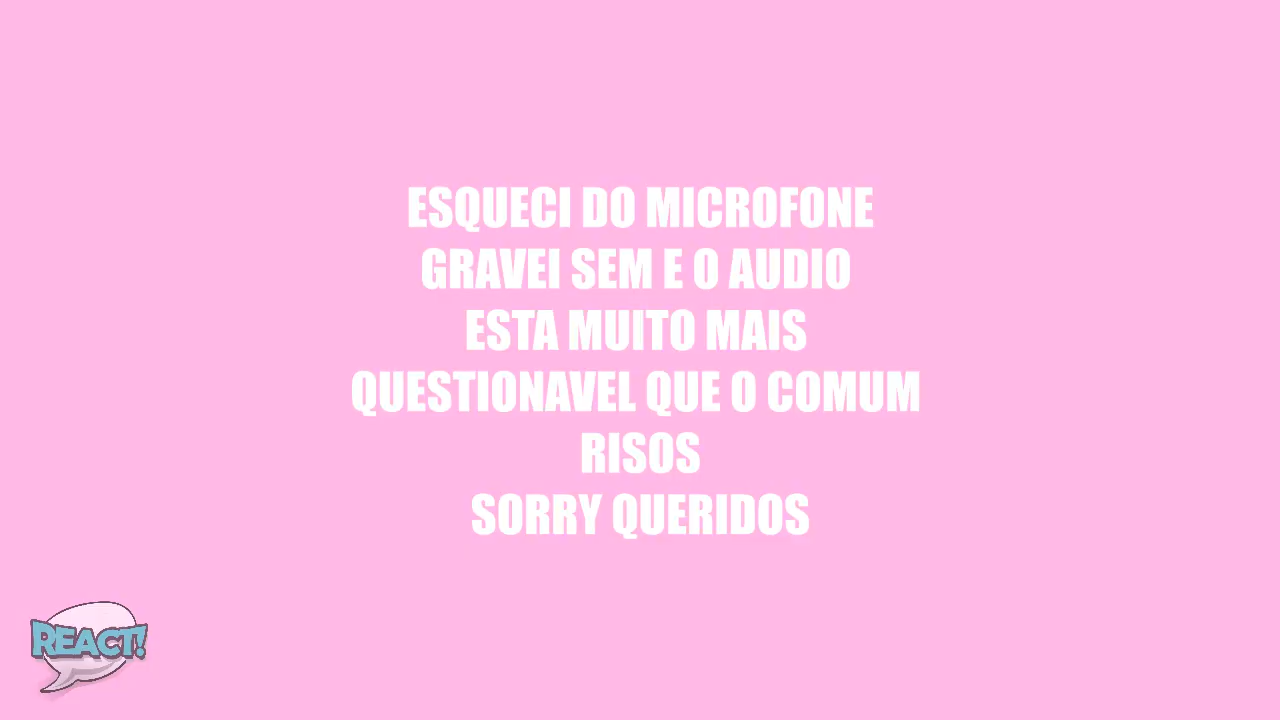 ESQUECI DO MICROFONE
GRAVEI SEM E O AUDIO
ESTA MUITO MAIS
QUESTIONAVEL QUE O COMUM
RISOS
SORRY QUERIDOS
REACT!